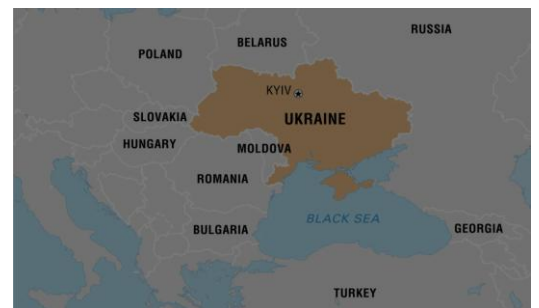 RUSSIA
BELARUS
POLAND
KYIV
SLOVAKIA
UKRAINE
HUNGARY
MOLDOVA
ROMANIA
BLACK SEA
BULGARIA
GEORGIA
TURKEY